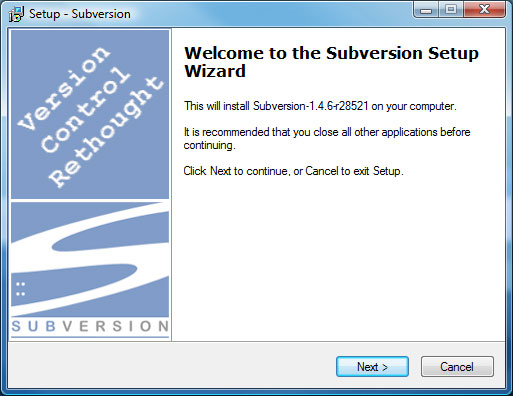 Setup - Subversion
Version
Control
Rethought
SUBVERSION
Welcome to the Subversion Setup
Wizard
This will install Subversion-1.4.6-r28521 on your computer.
It is recommended that you close all other applications before
continuing.
Click Next to continue, or Cancel to exit Setup.
Next >
Cancel